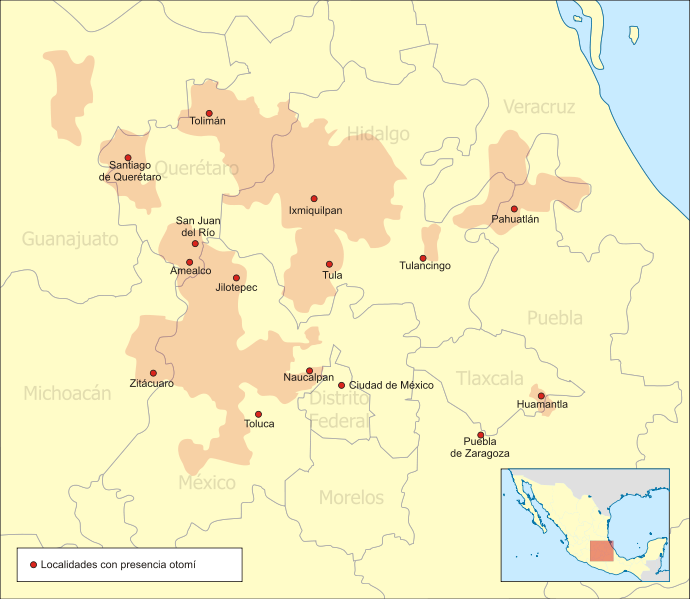 Veracruz
Tolimán
Hidalgo
Santiago
de Querétaro
Querétaro
Ixmiquilpan
Pahuatlán
San Juan
del Río
Guanajuato
Amealco
Tula
Tulancingo
Jilotepec
Puebla
Zitácuaro
Naucalpan
Ciudad de México
Tlaxcala
Michoacán
Distrito
Federal
Huamantla
Toluca
Puebla
de Zaragoza
México
Morelos
Localidades con presencia otomí